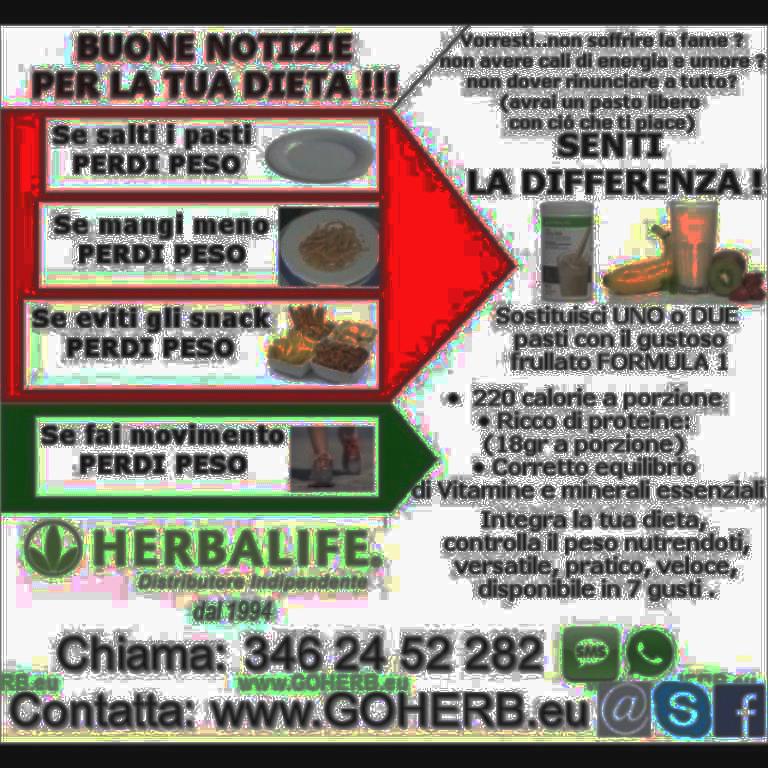 BUONE NOTIZIE
PER LA TUA DIETA !!!
Se salti i pasti
PERDI PESO
Se mangi meno
PERDI PESO
Se eviti gli snack
PERDI PESO
Se fai movimento
PERDI PESO
Vorresti...non soffrire la fame ?
non avere cali di energia e umore ?
non dover rinunciare a tutto?
(avrai un pasto libero
con ciò che ti piace)
SENTI
LA DIFFERENZA !
Sostituisci UNO o DUE
pasti con il gustoso
frullato FORMULA 1
• 220 calorie a porzione
• Ricco di proteine:
(18gr a porzione)
• Corretto equilibrio
di Vitamine e minerali essenziali
Integra la tua dieta,
controlla il peso nutrendoti,
versatile, pratico, veloce,
disponibile in 7 gusti .
HERBALIFE.
Distributore Indipendente
dal 1994
Chiama: 346 24 52 282
SMS
RB.eu
www.GOHERB.eu
Contatta: www.GOHERB.eu
@ S f